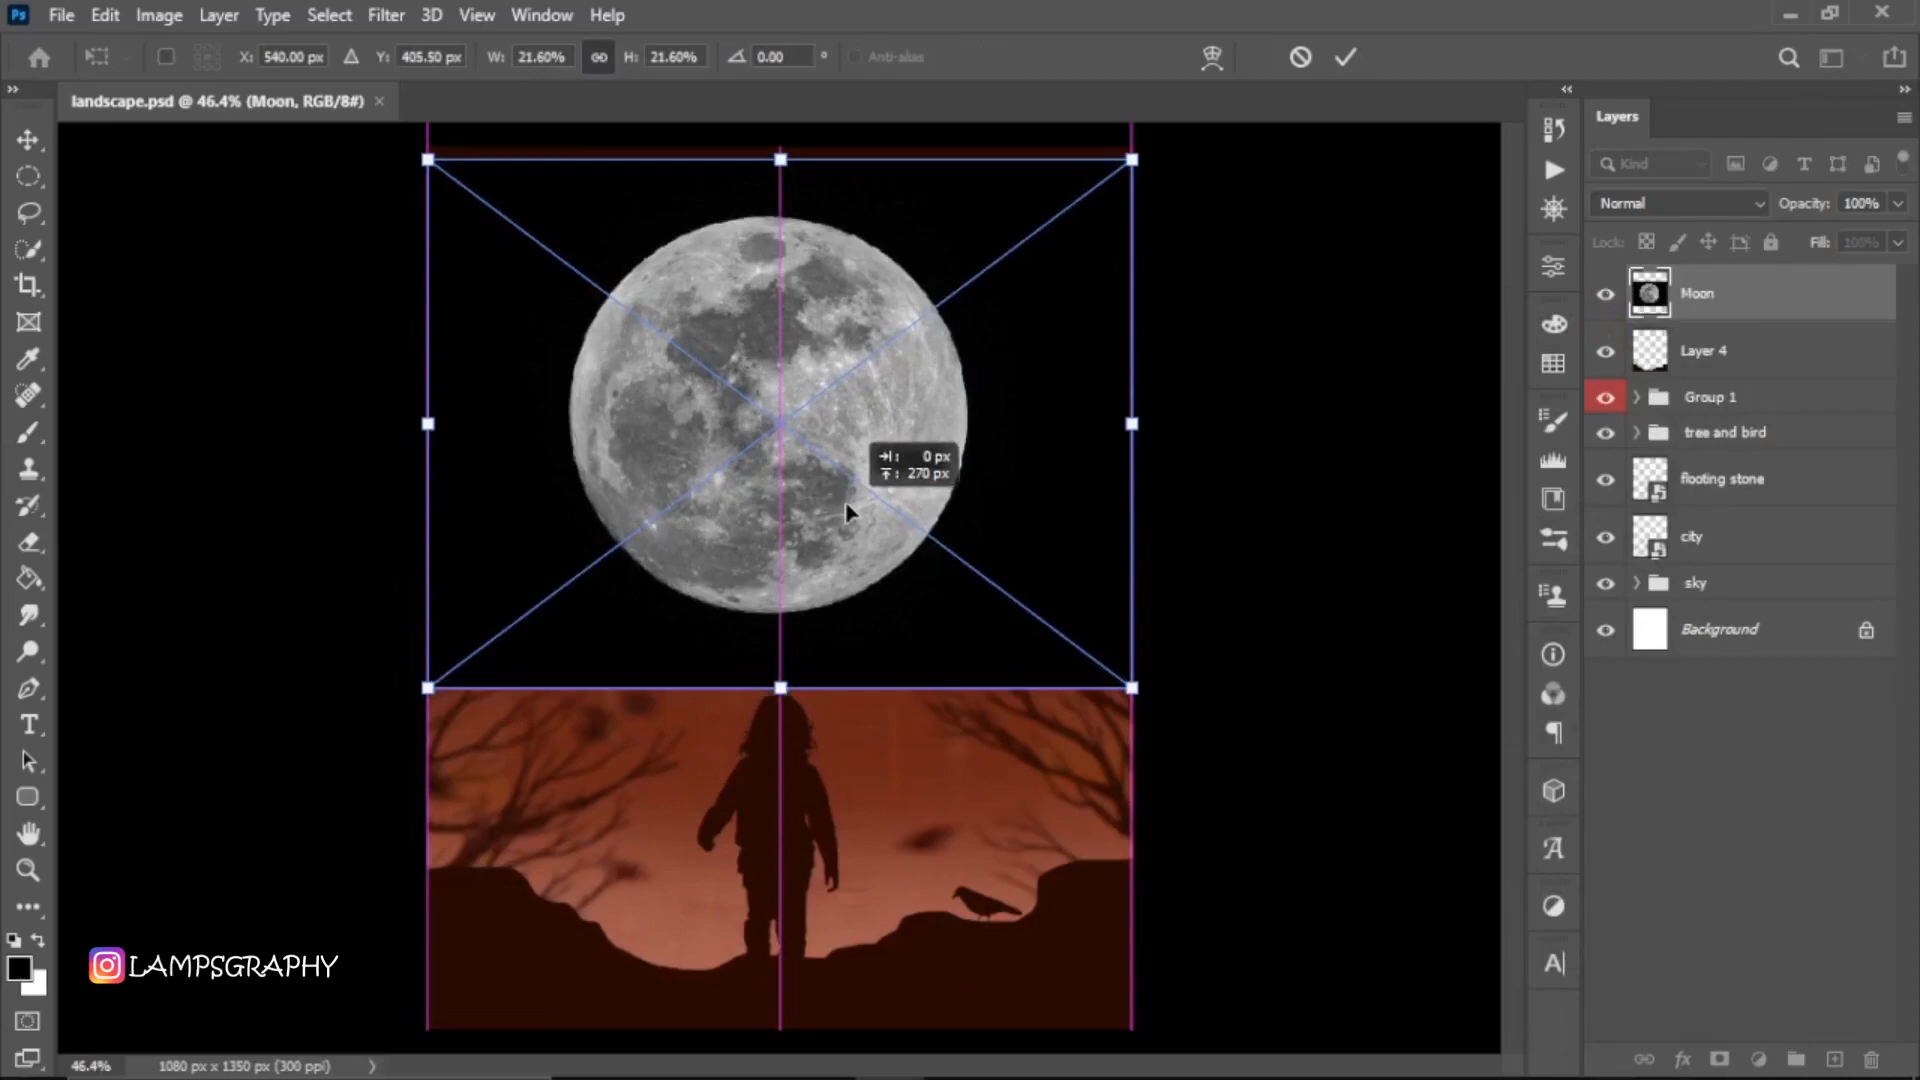 Ps File Edit Image Layer Type Select Filter 3D View Window Help
X: 540.00 px Y: 405.50 px W: 21.60% H: 21.60% 0.00 ° Anti-alias
landscape.psd @ 46.4% (Moon, RGB/8#)
Layers
Kind
Normal Opacity: 100%
Lock: Fill: 100%
Moon
Layer 4
Group 1
tree and bird
flooting stone
city
sky
Background
0 px
270 px
LAMPSGRAPHY
46.4% 1080 px x 1350 px (300 ppi)